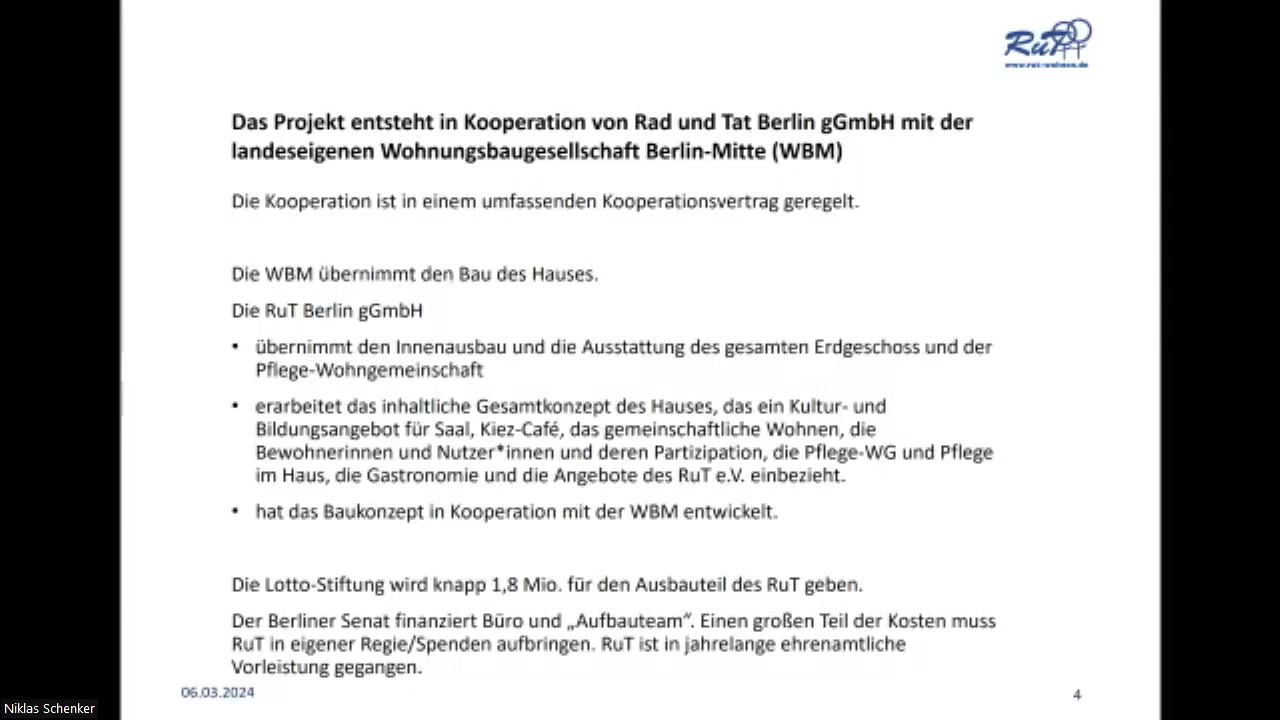 RuT
www.rut-wohnen.de
Das Projekt entsteht in Kooperation von Rad und Tat Berlin gGmbH mit der
landeseigenen Wohnungsbaugesellschaft Berlin-Mitte (WBM)
Die Kooperation ist in einem umfassenden Kooperationsvertrag geregelt.
Die WBM übernimmt den Bau des Hauses.
Die RuT Berlin gGmbH
• übernimmt den Innenausbau und die Ausstattung des gesamten Erdgeschoss und der
Pflege-Wohngemeinschaft
• erarbeitet das inhaltliche Gesamtkonzept des Hauses, das ein Kultur- und
Bildungsangebot für Saal, Kiez-Café, das gemeinschaftliche Wohnen, die
Bewohnerinnen und Nutzer*innen und deren Partizipation, die Pflege-WG und Pflege
im Haus, die Gastronomie und die Angebote des RuT e.V. einbezieht.
• hat das Baukonzept in Kooperation mit der WBM entwickelt.
Die Lotto-Stiftung wird knapp 1,8 Mio. für den Ausbauteil des RuT geben.
Der Berliner Senat finanziert Büro und „Aufbauteam“. Einen großen Teil der Kosten muss
RuT in eigener Regie/Spenden aufbringen. RuT ist in jahrelange ehrenamtliche
Vorleistung gegangen.
06.03.2024
4
Niklas Schenker